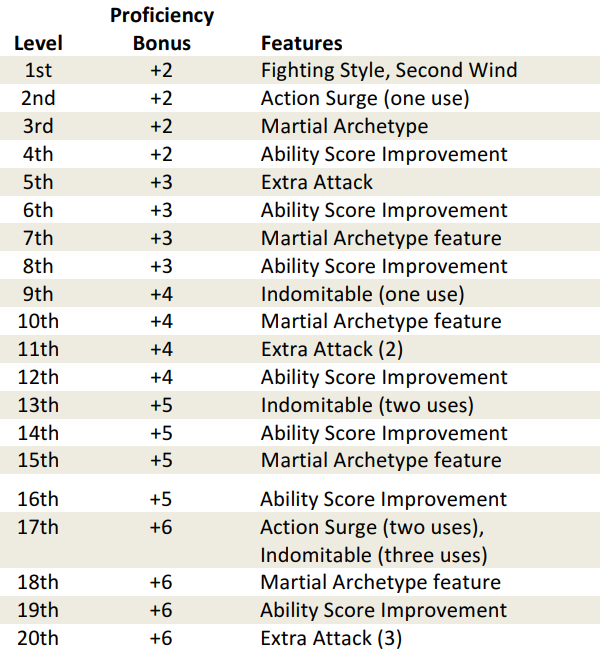 Proficiency
Level Bonus Features
1st +2 Fighting Style, Second Wind
2nd +2 Action Surge (one use)
3rd +2 Martial Archetype
4th +2 Ability Score Improvement
5th +3 Extra Attack
6th +3 Ability Score Improvement
7th +3 Martial Archetype feature
8th +3 Ability Score Improvement
9th +4 Indomitable (one use)
10th +4 Martial Archetype feature
11th +4 Extra Attack (2)
12th +4 Ability Score Improvement
13th +5 Indomitable (two uses)
14th +5 Ability Score Improvement
15th +5 Martial Archetype feature
16th +5 Ability Score Improvement
17th +6 Action Surge (two uses),
Indomitable (three uses)
18th +6 Martial Archetype feature
19th +6 Ability Score Improvement
20th +6 Extra Attack (3)